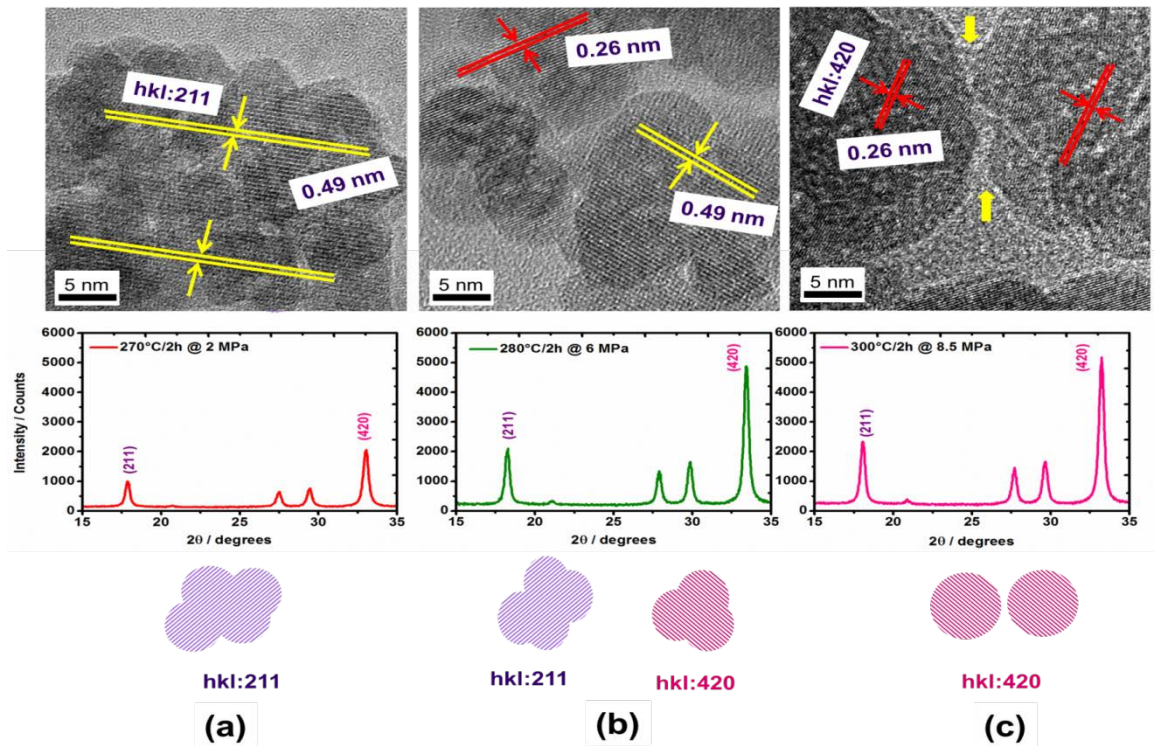 hkl:211
0.49 nm
5 nm
0.26 nm
0.49 nm
5 nm
hkl:420
0.26 nm
5 nm
Intensity / Counts
6000
5000
4000
3000
2000
1000
0
270°C/2h @ 2 MPa
(211)
(420)
15 20 25 30 35
2θ / degrees
6000
5000
4000
3000
2000
1000
0
280°C/2h @ 6 MPa
(211)
(420)
15 20 25 30 35
2θ / degrees
6000
5000
4000
3000
2000
1000
0
300°C/2h @ 8.5 MPa
(211)
(420)
15 20 25 30 35
2θ / degrees
hkl:211
hkl:211
hkl:420
hkl:420
(a)
(b)
(c)